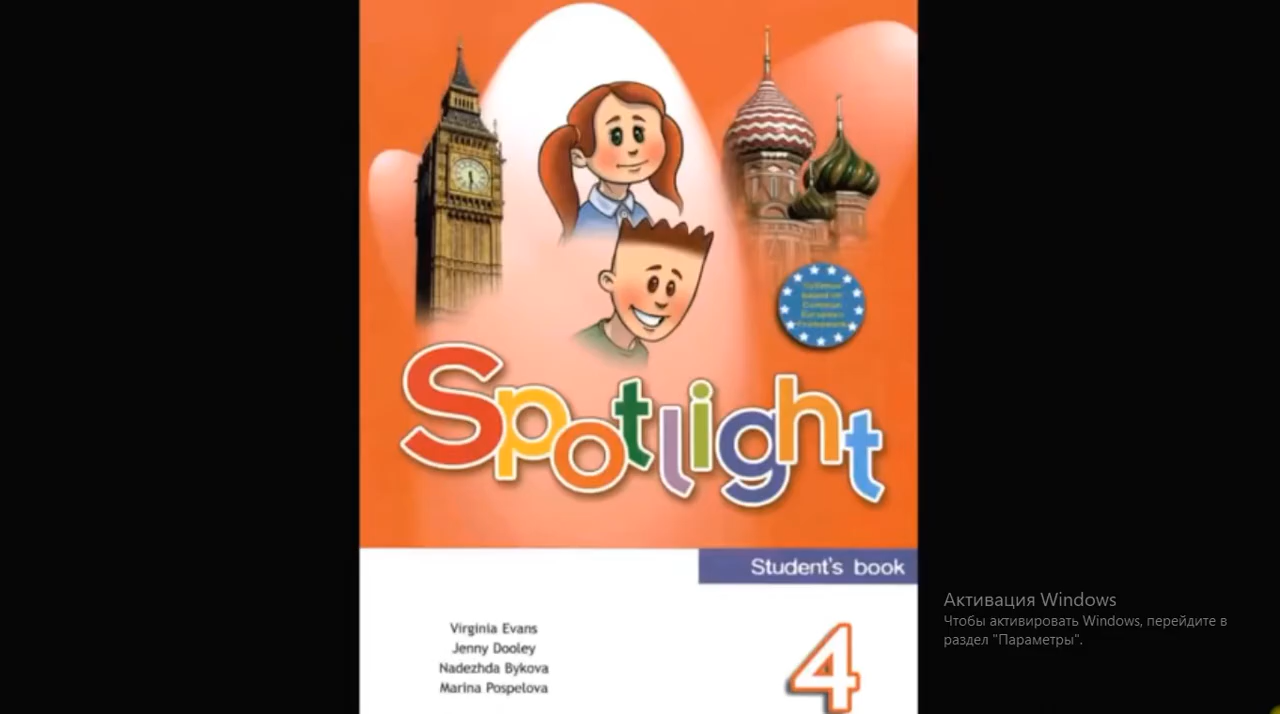 Spotlight
Student's book
Virginia Evans
Jenny Dooley
Nadezhda Bykova
Marina Pospelova
4
Активация Windows
Чтобы активировать Windows, перейдите в
раздел "Параметры".